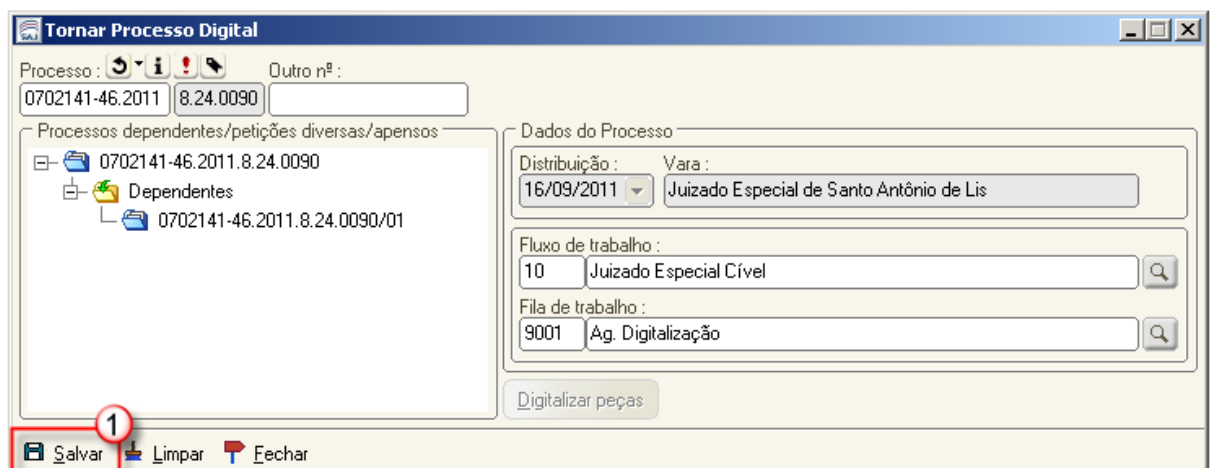 Tornar Processo Digital
Processo : Outro nº :
0702141-46.2011 8.24.0090
Processos dependentes/petições diversas/apensos
0702141-46.2011.8.24.0090
Dependentes
0702141-46.2011.8.24.0090/01
Dados do Processo
Distribuição : Vara :
16/09/2011 Juizado Especial de Santo Antônio de Lis
Fluxo de trabalho :
10 Juizado Especial Cível
Fila de trabalho :
9001 Ag. Digitalização
Digitalizar peças
1
Salvar Limpar Fechar